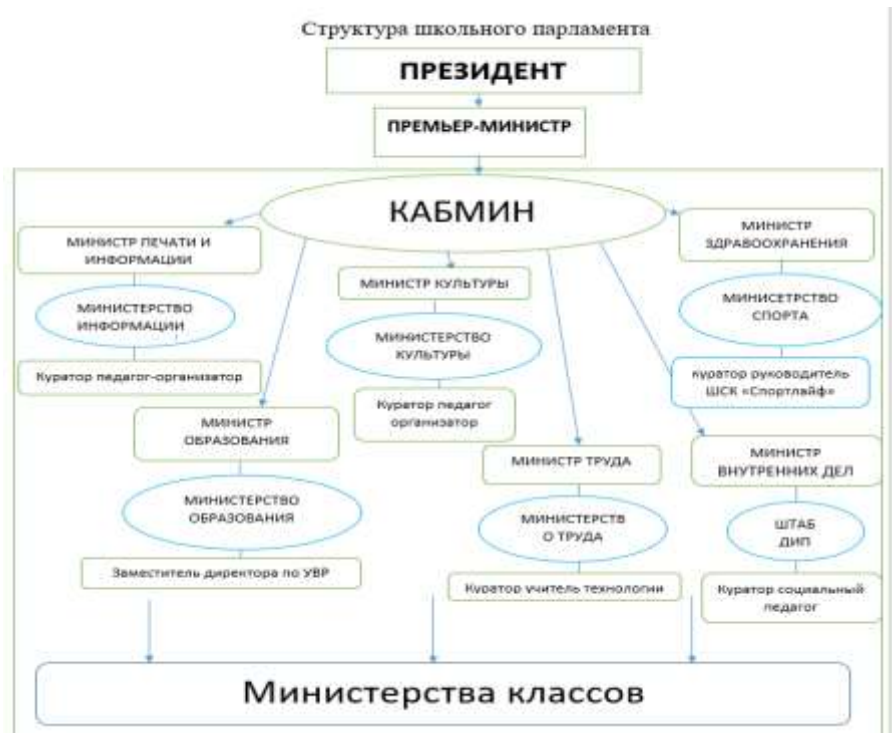 Структура школьного парламента
ПРЕЗИДЕНТ
ПРЕМЬЕР-МИНИСТР
КАБМИН
МИНИСТР ПЕЧАТИ И
ИНФОРМАЦИИ
МИНИСТЕРСТВО
ИНФОРМАЦИИ
Куратор педагог-организатор
МИНИСТР
ОБРАЗОВАНИЯ
МИНИСТЕРСТВО
ОБРАЗОВАНИЯ
Заместитель директора по УВР
МИНИСТР КУЛЬТУРЫ
МИНИСТЕРСТВО
КУЛЬТУРЫ
Куратор педагог
организатор
МИНИСТР ТРУДА
МИНИСТЕРСТВ
О ТРУДА
Куратор учитель технологии
МИНИСТР
ЗДРАВООХРАНЕНИЯ
МИНИСЕТРСТВО
СПОРТА
куратор руководитель
ШСК «Спортлайф»
МИНИСТР
ВНУТРЕННИХ ДЕЛ
ШТАБ
ДИП
Куратор социальный
педагог
Министерства классов